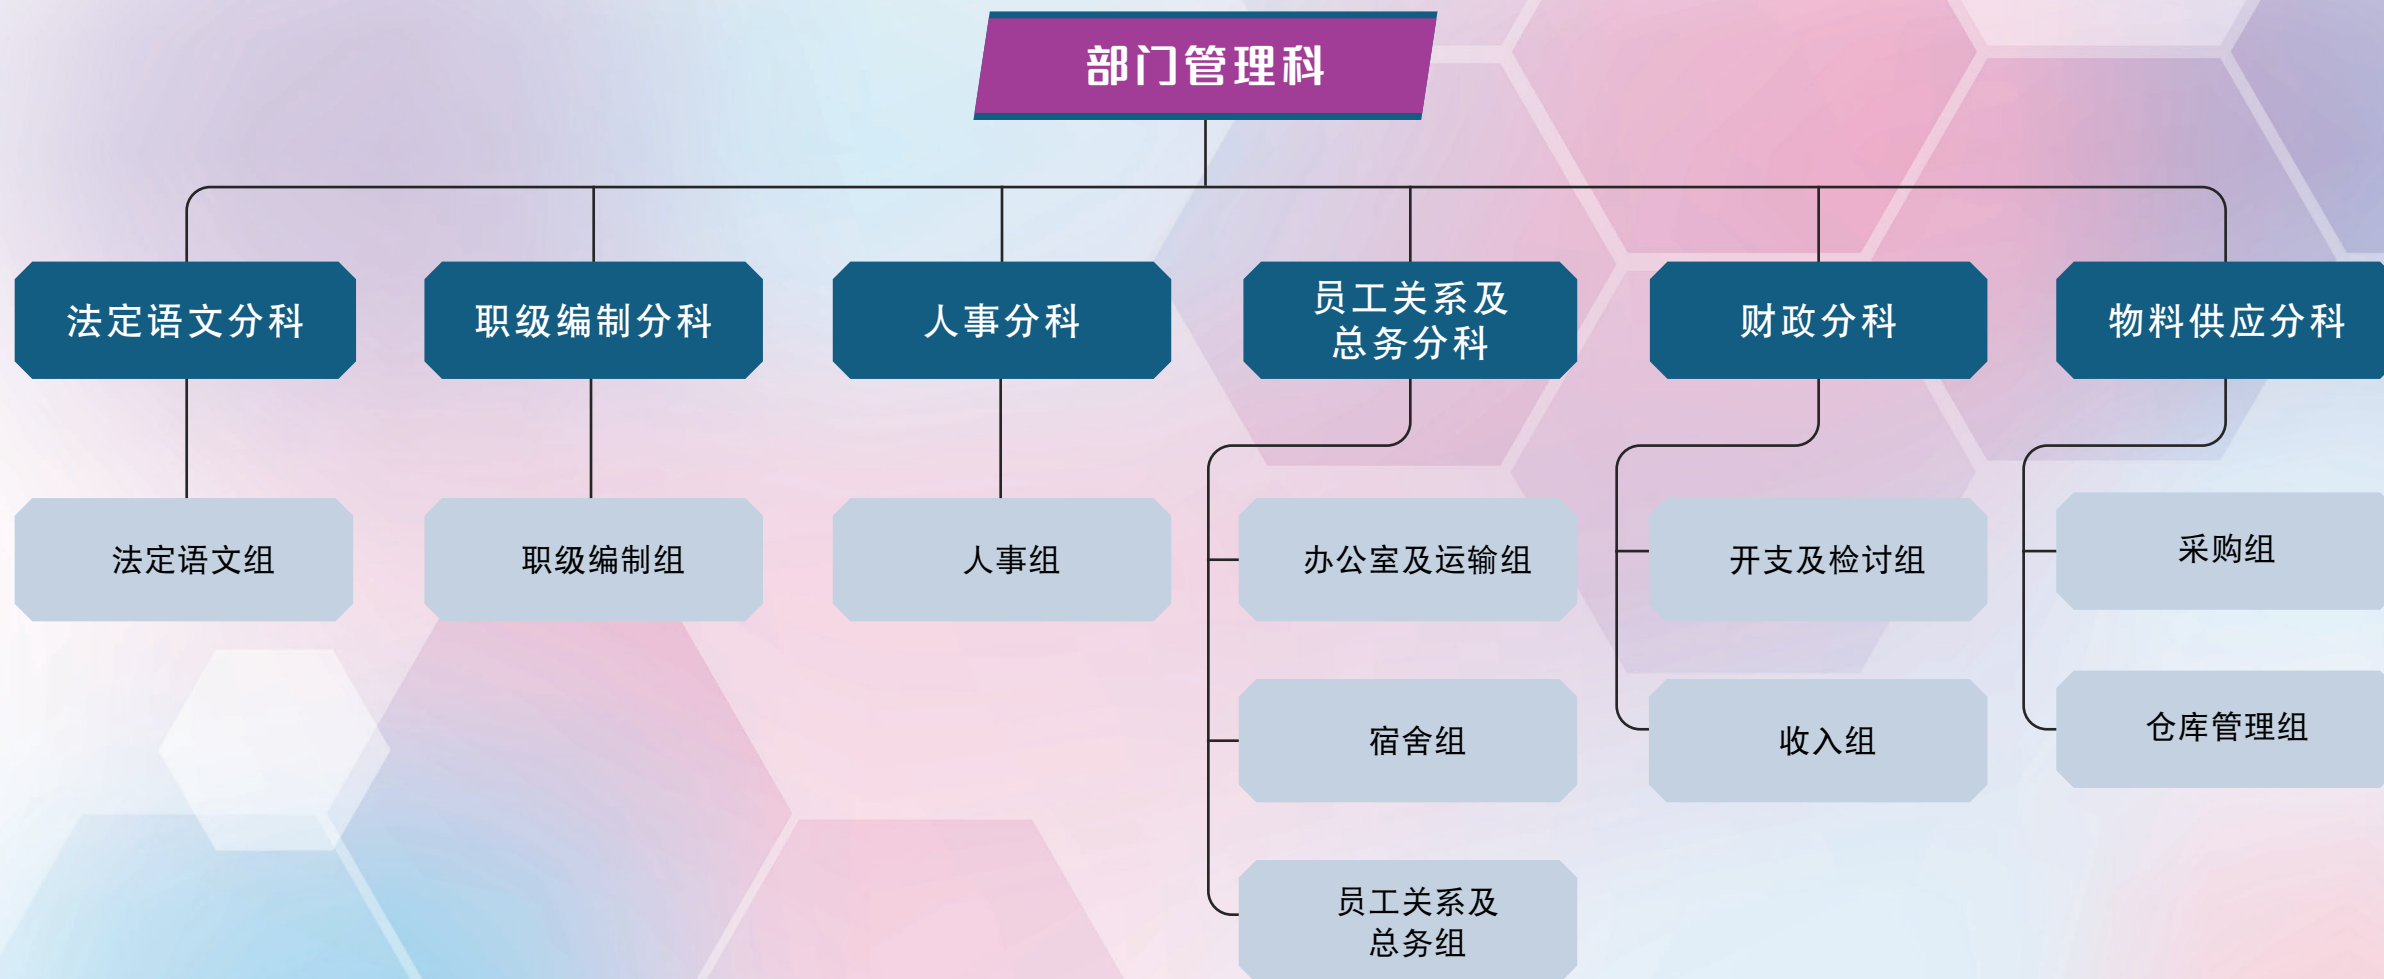 部门管理科
法定语文分科
职级编制分科
人事分科
员工关系及
总务分科
财政分科
物料供应分科
法定语文组
职级编制组
人事组
办公室及运输组
开支及检讨组
采购组
宿舍组
收入组
仓库管理组
员工关系及
总务组